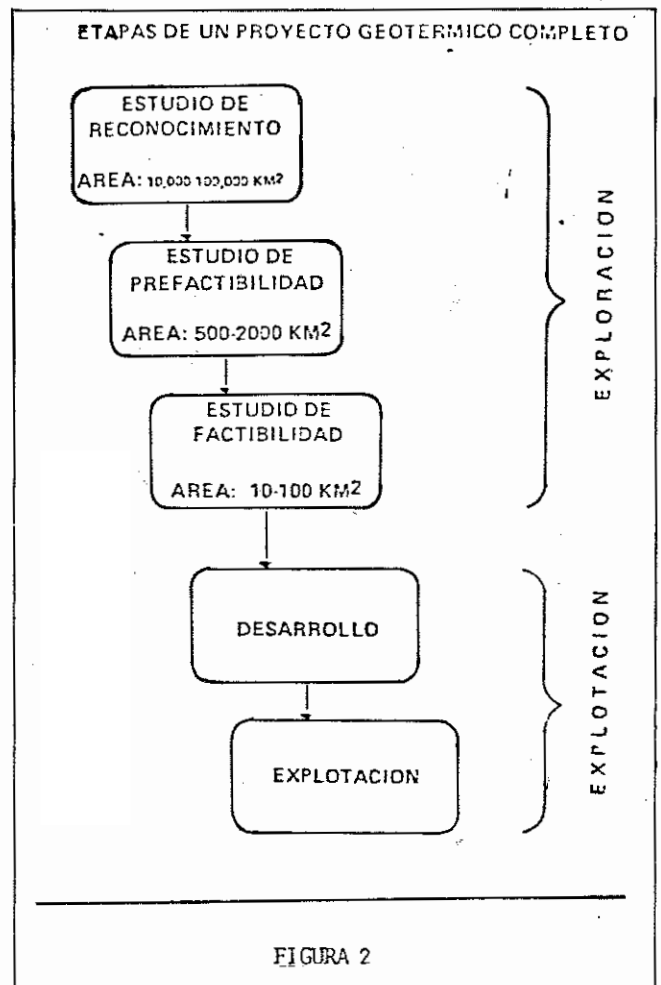 ETAPAS DE UN PROYECTO GEOTERMICO COMPLETO
ESTUDIO DE
RECONOCIMIENTO
AREA: 10,000 100,000 KM2
ESTUDIO DE
PREFACTIBILIDAD
AREA: 500-2000 KM2
ESTUDIO DE
FACTIBILIDAD
AREA: 10-100 KM2
EXPLORACION
DESARROLLO
EXPLOTACION
EXPLOTACION
FIGURA 2